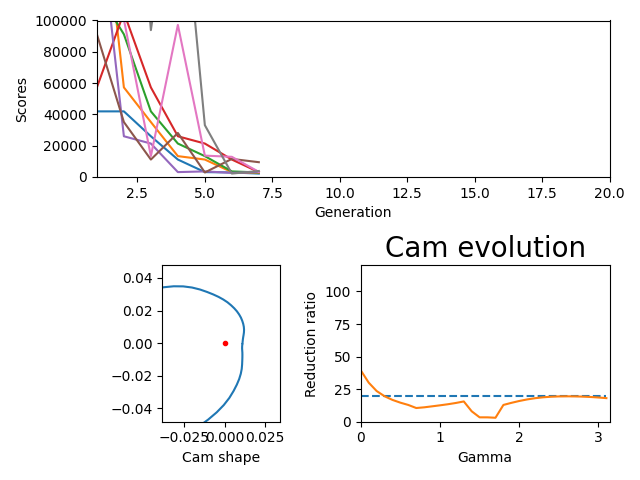 100000
80000
60000
40000
20000
0
Scores
2.5 5.0 7.5 10.0 12.5 15.0 17.5 20.0
Generation
Cam evolution
0.04
0.02
0.00
−0.02
−0.04
−0.025 0.000 0.025
Cam shape
Reduction ratio
100
75
50
25
0
0 1 2 3
Gamma